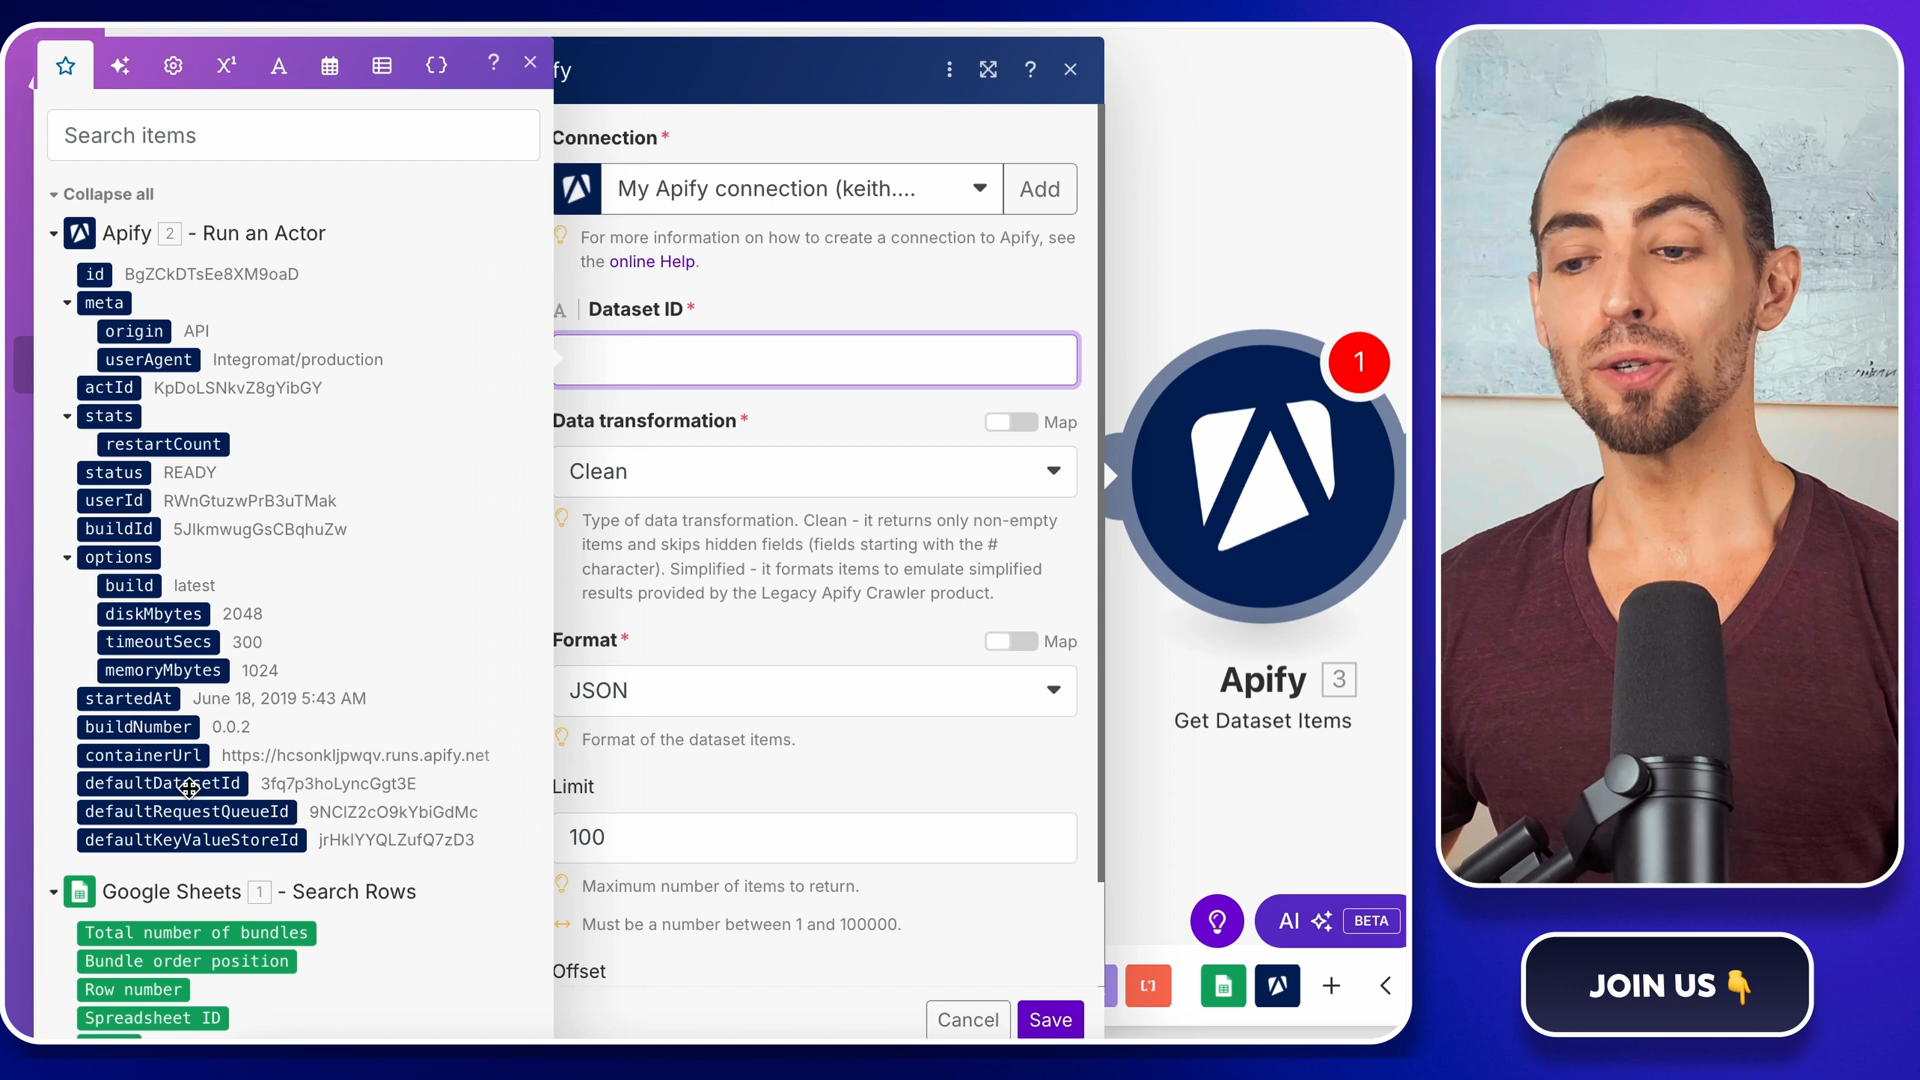 X¹ A ? ×
Search items
Collapse all
Apify 2 - Run an Actor
id BgZCkDTsEe8XM9oaD
meta
origin API
userAgent Integromat/production
actId KpDoLSNkvZ8gYibGY
stats
restartCount
status READY
userId RWnGtuzwPrB3uTMak
buildId 5JIkmwugGsCBqhuZw
options
build latest
diskMbytes 2048
timeoutSecs 300
memoryMbytes 1024
startedAt June 18, 2019 5:43 AM
buildNumber 0.0.2
containerUrl https://hcsonkljpwqv.runs.apify.net
defaultDatasetId 3fq7p3hoLyncGgt3E
defaultRequestQueueId 9NClZ2cO9kYbiGdMc
defaultKeyValueStoreId jrHklYYQLZufQ7zD3
Google Sheets 1 - Search Rows
Total number of bundles
Bundle order position
Row number
Spreadsheet ID
fy ? ×
Connection *
My Apify connection (keith.... Add
For more information on how to create a connection to Apify, see
the online Help.
A Dataset ID *
Data transformation * Map
Clean
Type of data transformation. Clean - it returns only non-empty
items and skips hidden fields (fields starting with the #
character). Simplified - it formats items to emulate simplified
results provided by the Legacy Apify Crawler product.
Format * Map
JSON
Format of the dataset items.
Limit
100
Maximum number of items to return.
Must be a number between 1 and 100000.
Offset
Cancel Save
1
Apify 3
Get Dataset Items
AI BETA
JOIN US 👇